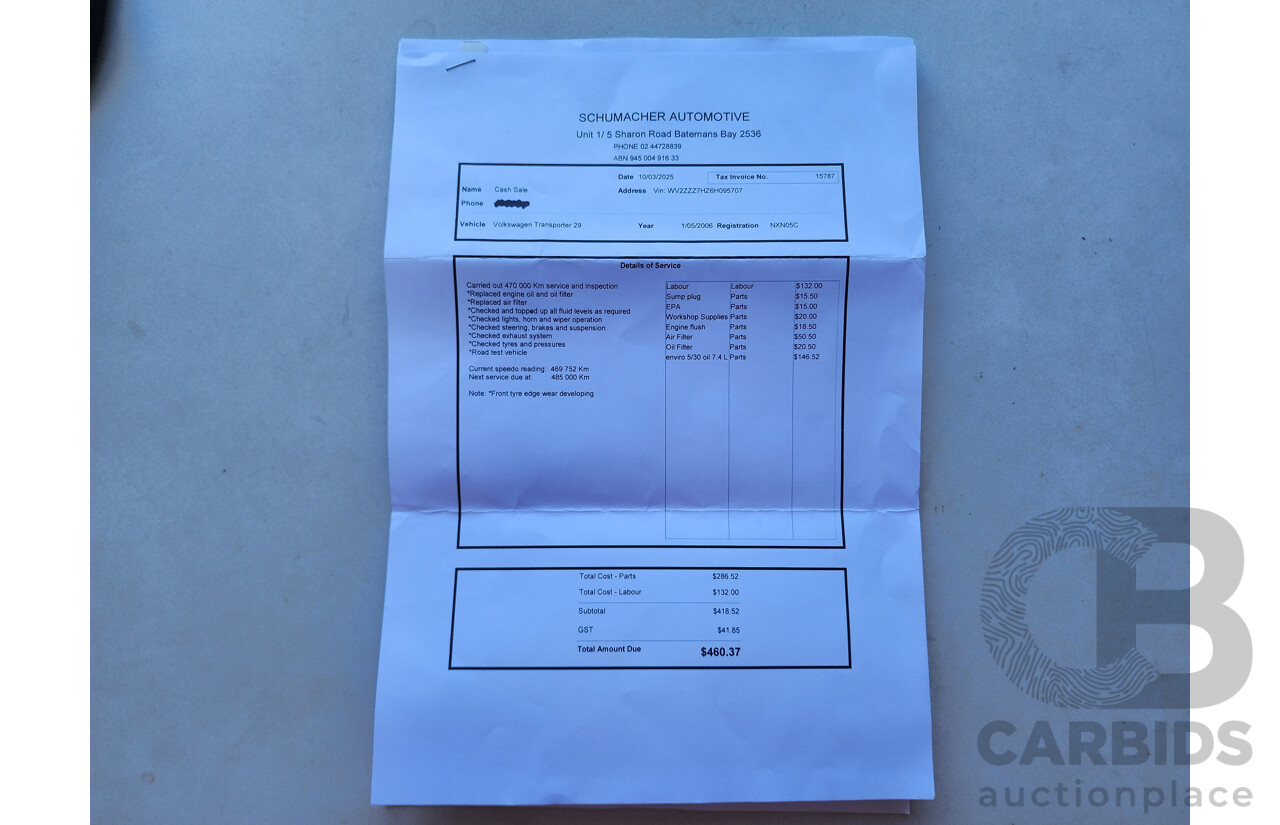 SCHUMACHER AUTOMOTIVE
Unit 1/ 5 Sharon Road Batemans Bay 2536
PHONE 02 44728839
ABN 945 004 916 33
Date 10/03/2025 Tax Invoice No. 15787
Name Cash Sale Address Vin: WV2ZZZ7HZ6H095707
Phone
Vehicle Volkswagen Transporter 29 Year 1/05/2006 Registration NXN05C
Details of Service
Carried out 470 000 Km service and inspection
*Replaced engine oil and oil filter
*Replaced air filter
*Checked and topped up all fluid levels as required
*Checked lights, horn and wiper operation
*Checked steering, brakes and suspension
*Checked exhaust system
*Checked tyres and pressures
*Road test vehicle
Current speedo reading: 469 752 Km
Next service due at: 485 000 Km
Note: *Front tyre edge wear developing
Labour Labour $132.00
Sump plug Parts $15.50
EPA Parts $15.00
Workshop Supplies Parts $20.00
Engine flush Parts $18.50
Air Filter Parts $50.50
Oil Filter Parts $20.50
enviro 5/30 oil 7.4 L Parts $146.52
Total Cost - Parts $286.52
Total Cost - Labour $132.00
Subtotal $418.52
GST $41.85
Total Amount Due $460.37
CB
CARBIDS
auctionplace